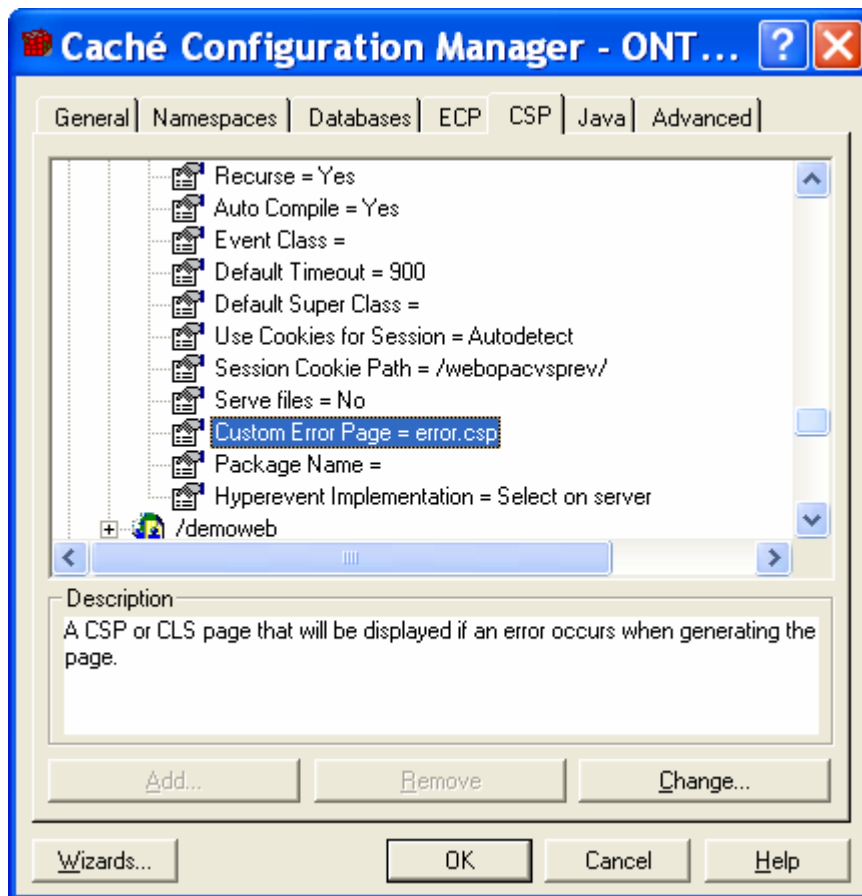 Caché Configuration Manager - ONT...
General Namespaces Databases ECP CSP Java Advanced
Recurse = Yes
Auto Compile = Yes
Event Class =
Default Timeout = 900
Default Super Class =
Use Cookies for Session = Autodetect
Session Cookie Path = /webopacvsprev/
Serve files = No
Custom Error Page = error.csp
Package Name =
Hyperevent Implementation = Select on server
/demoweb
Description
A CSP or CLS page that will be displayed if an error occurs when generating the
page.
Add... Remove Change...
Wizards... OK Cancel Help